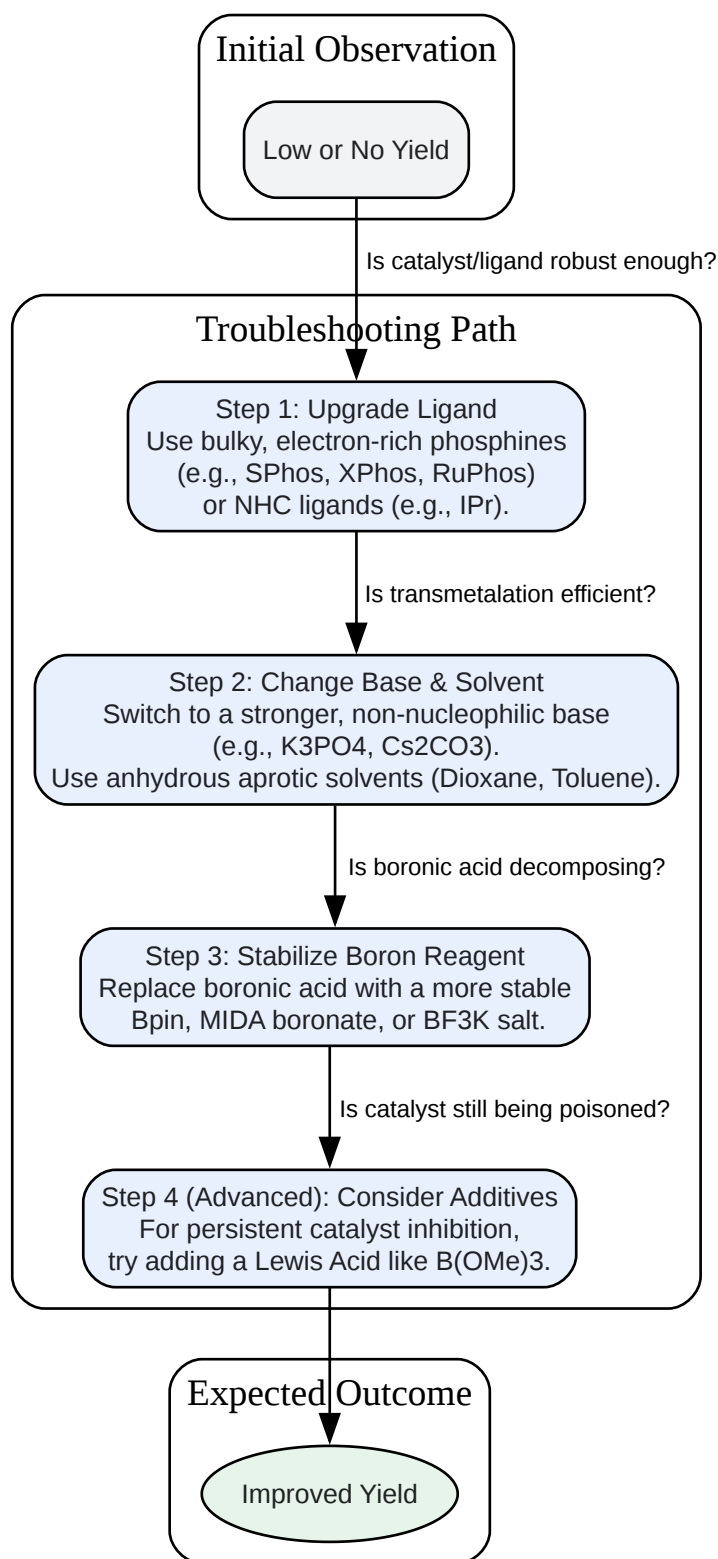 Initial Observation
Low or No Yield
Is catalyst/ligand robust enough?
Troubleshooting Path
Step 1: Upgrade Ligand
Use bulky, electron-rich phosphines
(e.g., SPhos, XPhos, RuPhos)
or NHC ligands (e.g., IPr).
Is transmetalation efficient?
Step 2: Change Base & Solvent
Switch to a stronger, non-nucleophilic base
(e.g., K3PO4, Cs2CO3).
Use anhydrous aprotic solvents (Dioxane, Toluene).
Is boronic acid decomposing?
Step 3: Stabilize Boron Reagent
Replace boronic acid with a more stable
Bpin, MIDA boronate, or BF3K salt.
Is catalyst still being poisoned?
Step 4 (Advanced): Consider Additives
For persistent catalyst inhibition,
try adding a Lewis Acid like B(OMe)3.
Expected Outcome
Improved Yield